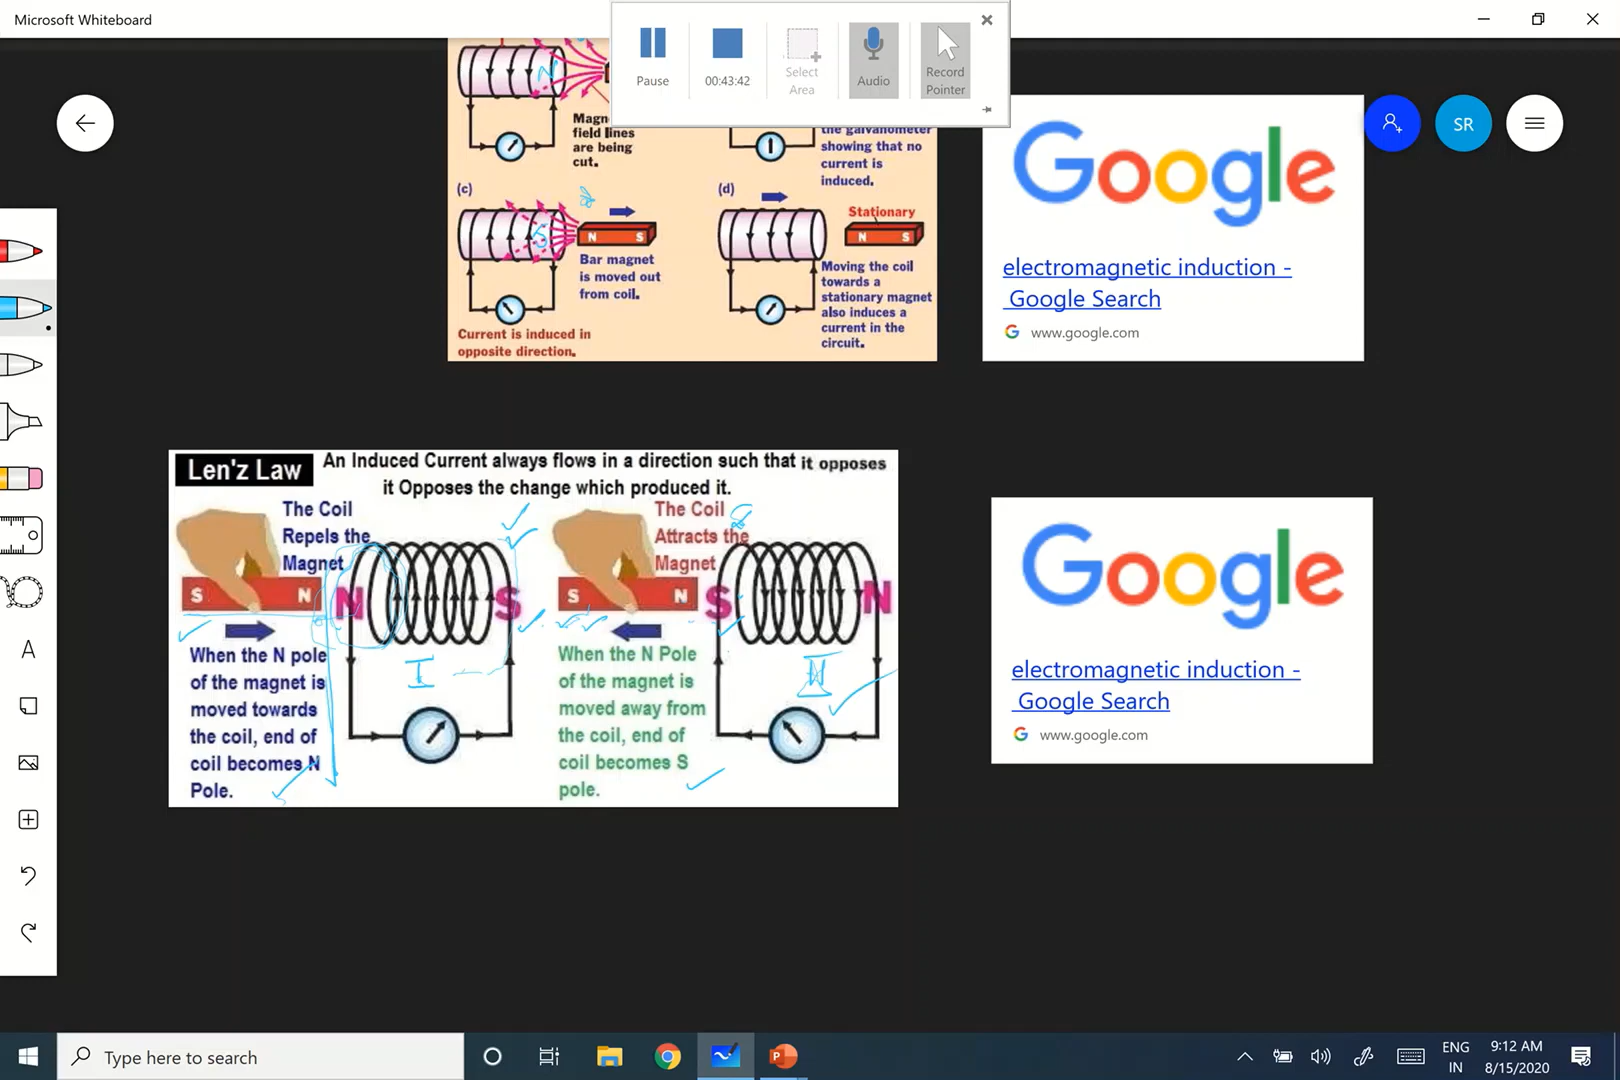 Microsoft Whiteboard
Pause
00:43:42
Select
Area
Audio
Record
Pointer
SR
N
field lines
are being
cut.
the galvanometer
showing that no
current is
induced.
(c)
S
N S
Bar magnet
is moved out
from coil.
Current is induced in
opposite direction.
(d)
Stationary
N S
Moving the coil
towards a
stationary magnet
also induces a
current in the
circuit.
Google
electromagnetic induction -
Google Search
www.google.com
Len'z Law
An Induced Current always flows in a direction such that it opposes
it Opposes the change which produced it.
The Coil
Repels the
Magnet
S N
N S
When the N pole
of the magnet is
moved towards
the coil, end of
coil becomes N
Pole.
I
The Coil
Attracts the
Magnet
S N
S N
When the N Pole
of the magnet is
moved away from
the coil, end of
coil becomes S
pole.
II
Google
electromagnetic induction -
Google Search
www.google.com
A
Type here to search
P
ENG
IN
9:12 AM
8/15/2020